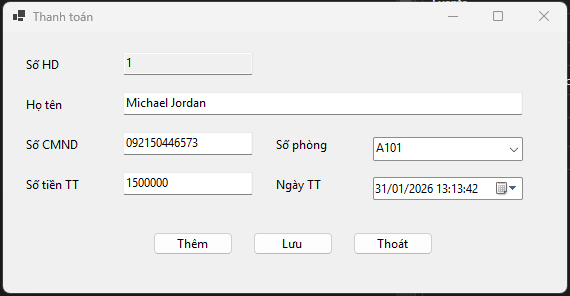 Thanh toán
Số HD 1
Họ tên Michael Jordan
Số CMND 092150446573 Số phòng A101
Số tiền TT 1500000 Ngày TT 31/01/2026 13:13:42
Thêm Lưu Thoát